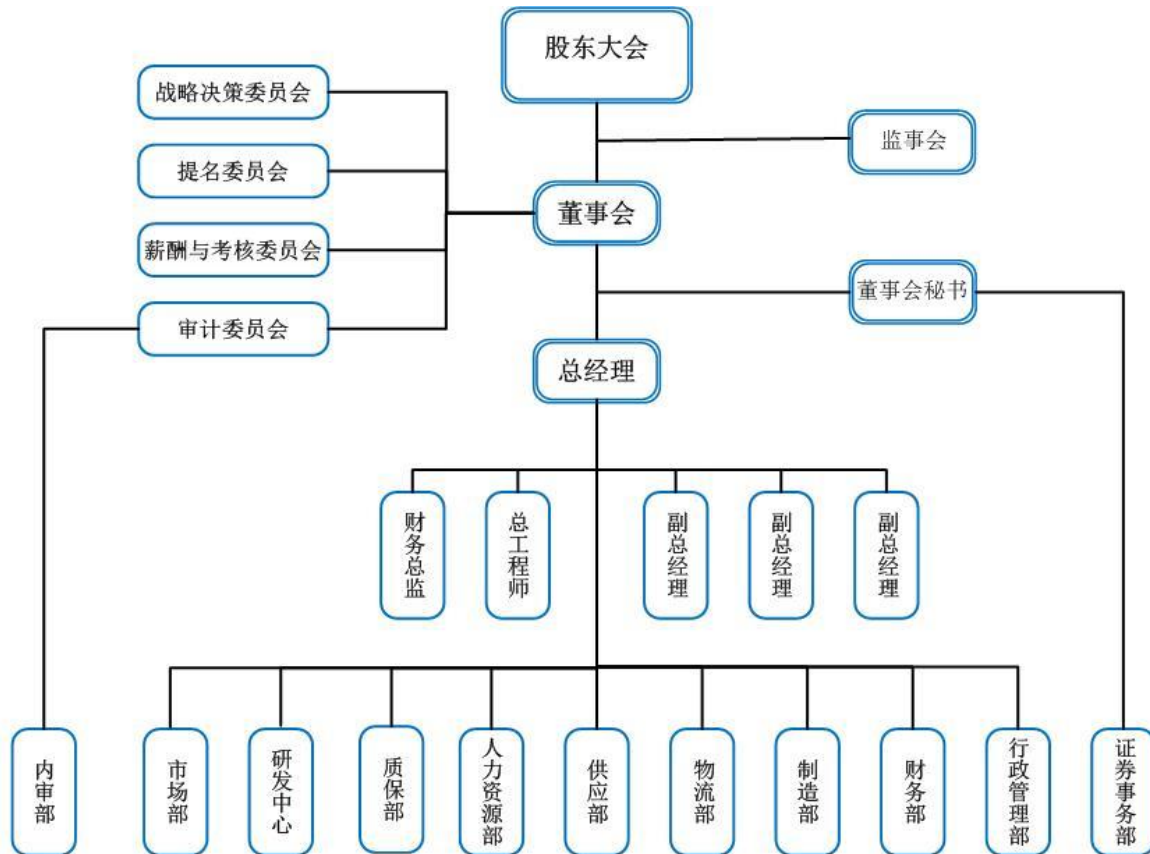 股东大会
战略决策委员会
监事会
提名委员会
董事会
薪酬与考核委员会
董事会秘书
审计委员会
总经理
财务总监
总工程师
副总经理
副总经理
副总经理
内审部
市场部
研发中心
质保部
人力资源部
供应部
物流部
制造部
财务部
行政管理部
证券事务部